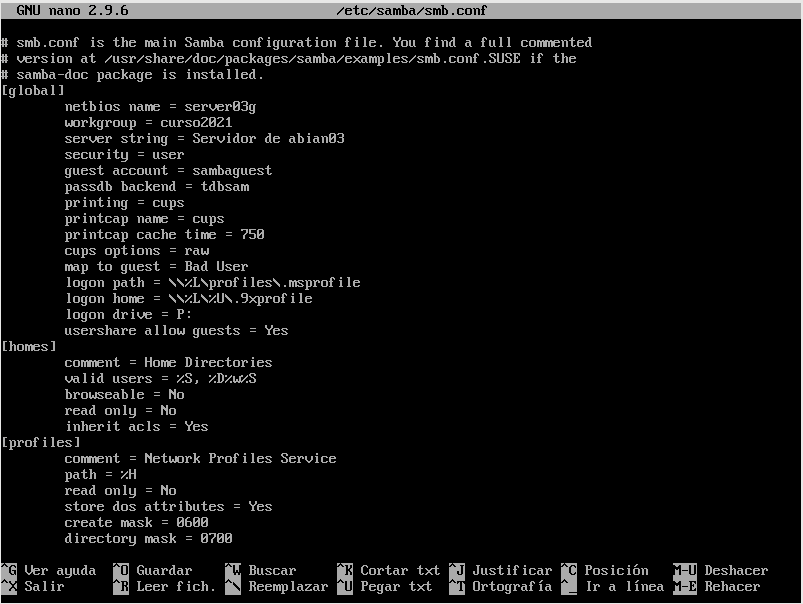 GNU nano 2.9.6 /etc/samba/smb.conf
# smb.conf is the main Samba configuration file. You find a full commented
# version at /usr/share/doc/packages/samba/examples/smb.conf.SUSE if the
# samba-doc package is installed.
[global]
netbios name = server03g
workgroup = curso2021
server string = Servidor de abian03
security = user
guest account = sambaguest
passdb backend = tdbsam
printing = cups
printcap name = cups
printcap cache time = 750
cups options = raw
map to guest = Bad User
logon path = \\%L\profiles\.msprofile
logon home = \\%L\%U\.9xprofile
logon drive = P:
usershare allow guests = Yes
[homes]
comment = Home Directories
valid users = %S, %D%w%S
browseable = No
read only = No
inherit acls = Yes
[profiles]
comment = Network Profiles Service
path = %H
read only = No
store dos attributes = Yes
create mask = 0600
directory mask = 0700
^G Ver ayuda ^O Guardar ^W Buscar ^K Cortar txt ^J Justificar ^C Posición M-U Deshacer
^X Salir ^R Leer fich. ^\ Reemplazar ^U Pegar txt ^T Ortografía ^_ Ir a línea M-E Rehacer